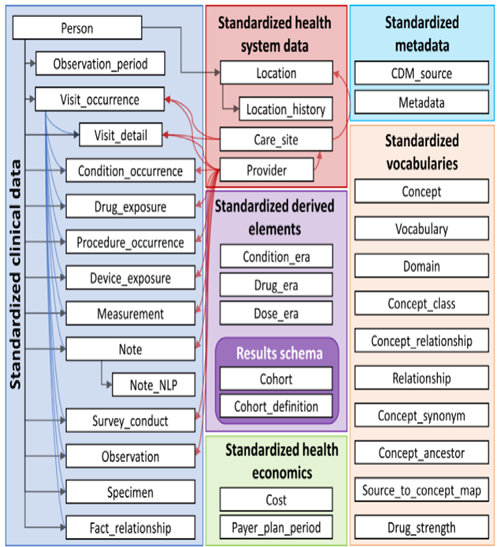 Standardized clinical data
Person
Observation_period
Visit_occurrence
Visit_detail
Condition_occurrence
Drug_exposure
Procedure_occurrence
Device_exposure
Measurement
Note
Note_NLP
Survey_conduct
Observation
Specimen
Fact_relationship
Standardized health
system data
Location
Location_history
Care_site
Provider
Standardized derived
elements
Condition_era
Drug_era
Dose_era
Results schema
Cohort
Cohort_definition
Standardized health
economics
Cost
Payer_plan_period
Standardized
metadata
CDM_source
Metadata
Standardized
vocabularies
Concept
Vocabulary
Domain
Concept_class
Concept_relationship
Relationship
Concept_synonym
Concept_ancestor
Source_to_concept_map
Drug_strength